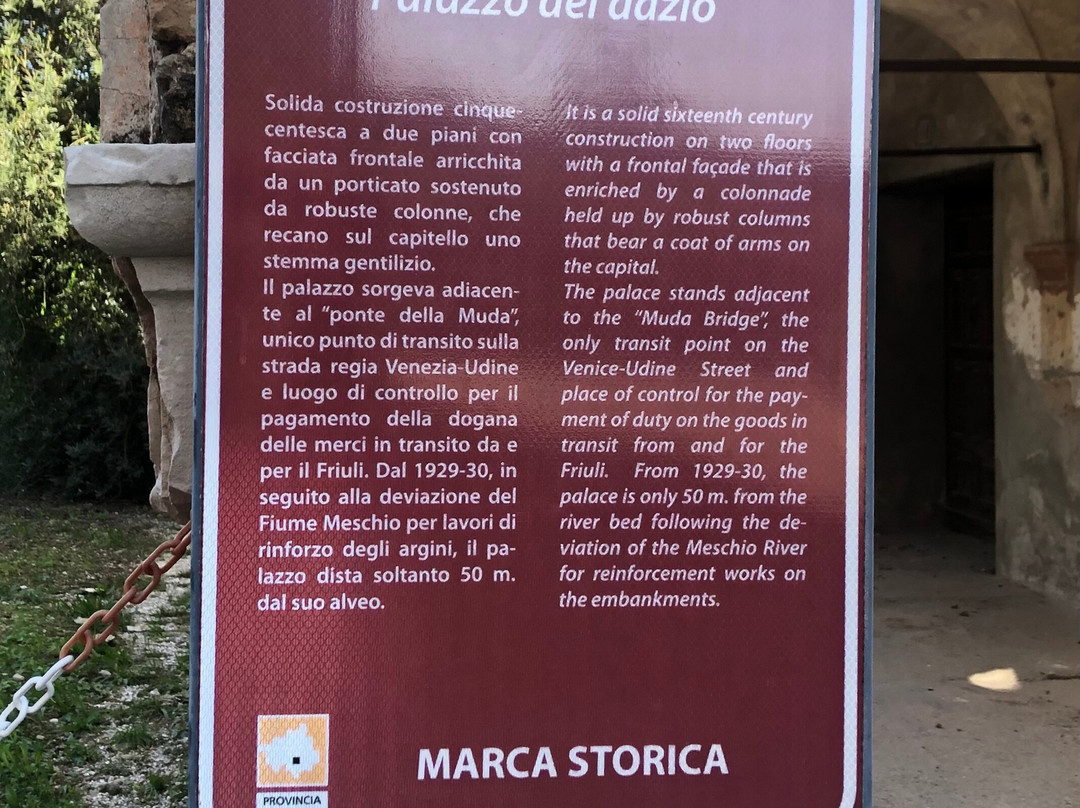 Palazzo del dazio
Solida costruzione cinque-
centesca a due piani con
facciata frontale arricchita
da un porticato sostenuto
da robuste colonne, che
recano sul capitello uno
stemma gentilizio.
Il palazzo sorgeva adiacen-
te al "ponte della Muda",
unico punto di transito sulla
strada regia Venezia-Udine
e luogo di controllo per il
pagamento della dogana
delle merci in transito da e
per il Friuli. Dal 1929-30, in
seguito alla deviazione del
Fiume Meschio per lavori di
rinforzo degli argini, il pa-
lazzo dista soltanto 50 m.
dal suo alveo.
It is a solid sixteenth century
construction on two floors
with a frontal façade that is
enriched by a colonnade
held up by robust columns
that bear a coat of arms on
the capital.
The palace stands adjacent
to the "Muda Bridge", the
only transit point on the
Venice-Udine Street and
place of control for the pay-
ment of duty on the goods in
transit from and for the
Friuli. From 1929-30, the
palace is only 50 m. from the
river bed following the de-
viation of the Meschio River
for reinforcement works on
the embankments.
MARCA STORICA
PROVINCIA